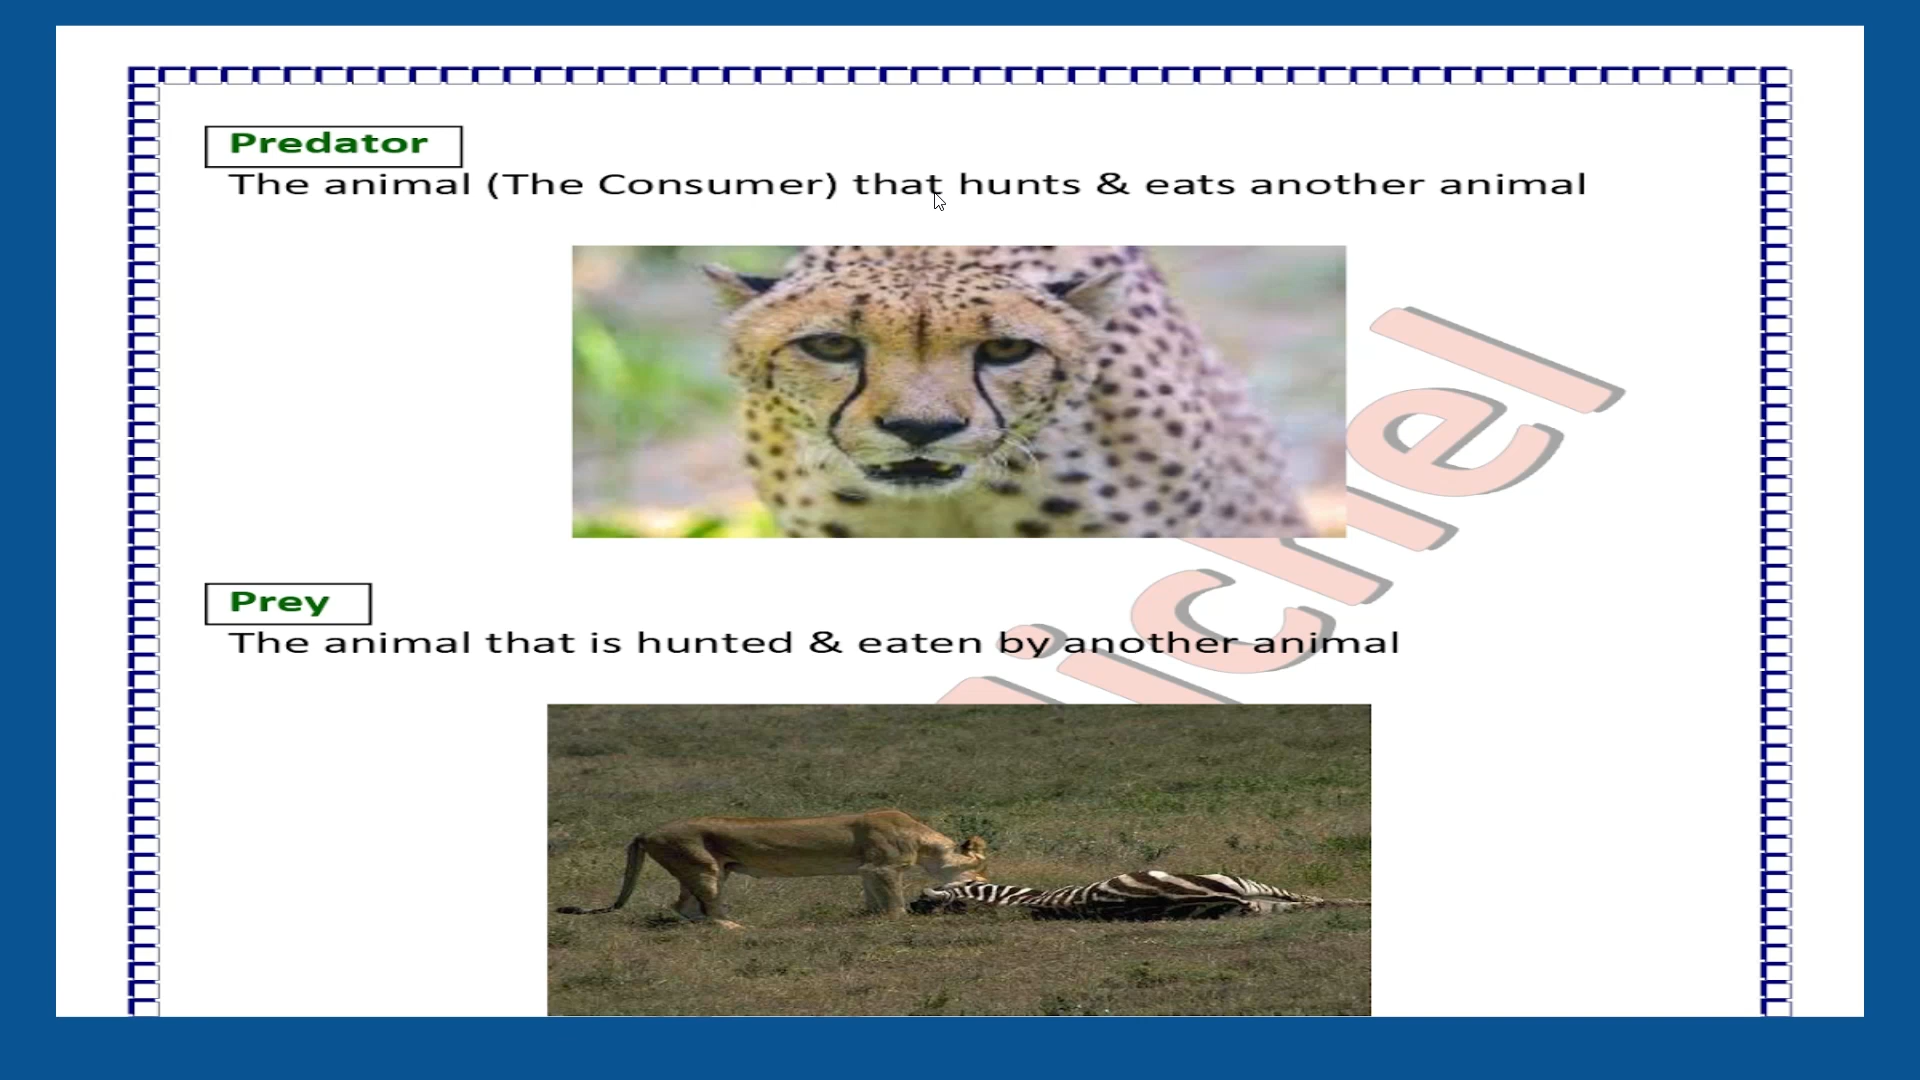 Predator
The animal (The Consumer) that hunts & eats another animal
Prey
The animal that is hunted & eaten by another animal